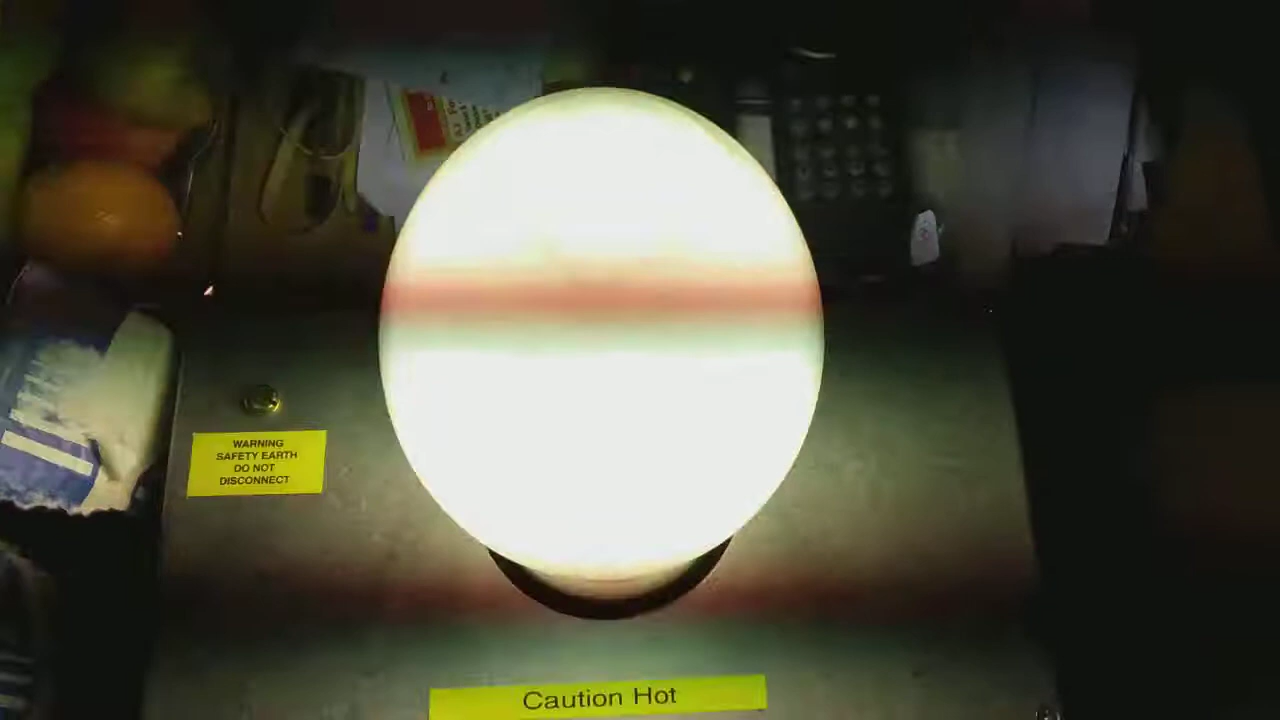 WARNING
SAFETY EARTH
DO NOT
DISCONNECT
Caution Hot